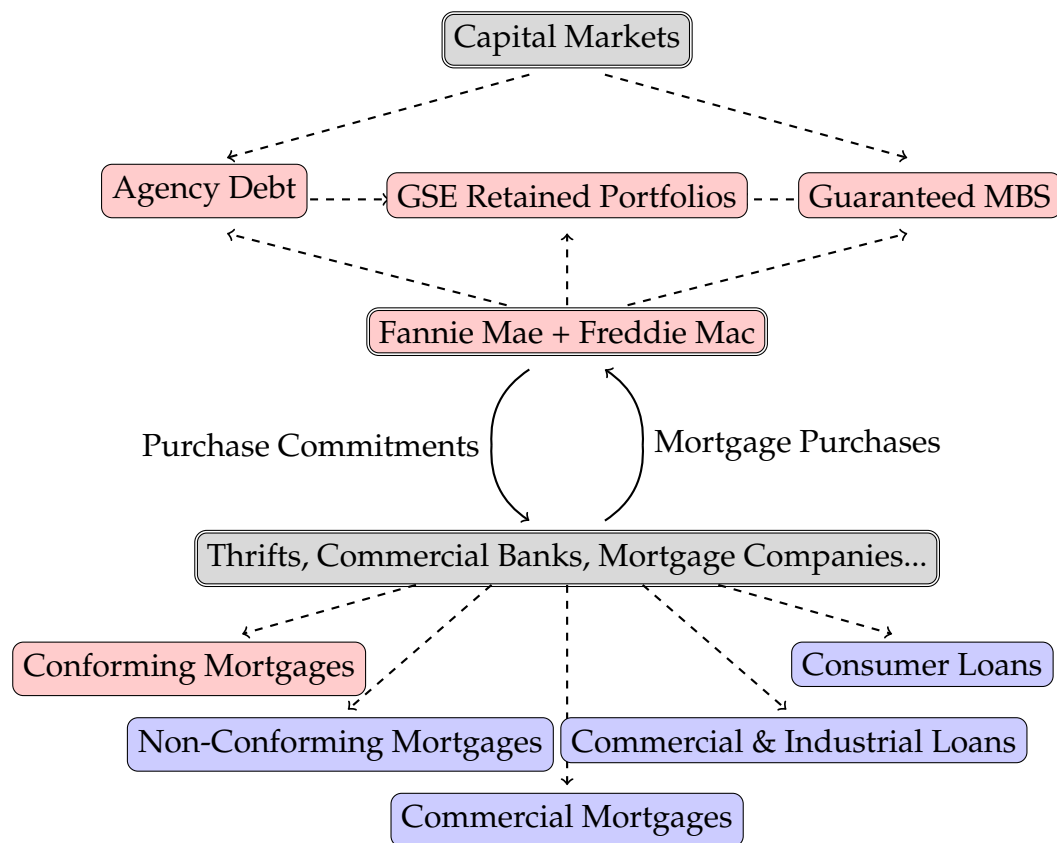 Capital Markets
Agency Debt
GSE Retained Portfolios
Guaranteed MBS
Fannie Mae + Freddie Mac
Purchase Commitments
Mortgage Purchases
Thrifts, Commercial Banks, Mortgage Companies...
Conforming Mortgages
Consumer Loans
Non-Conforming Mortgages
Commercial & Industrial Loans
Commercial Mortgages